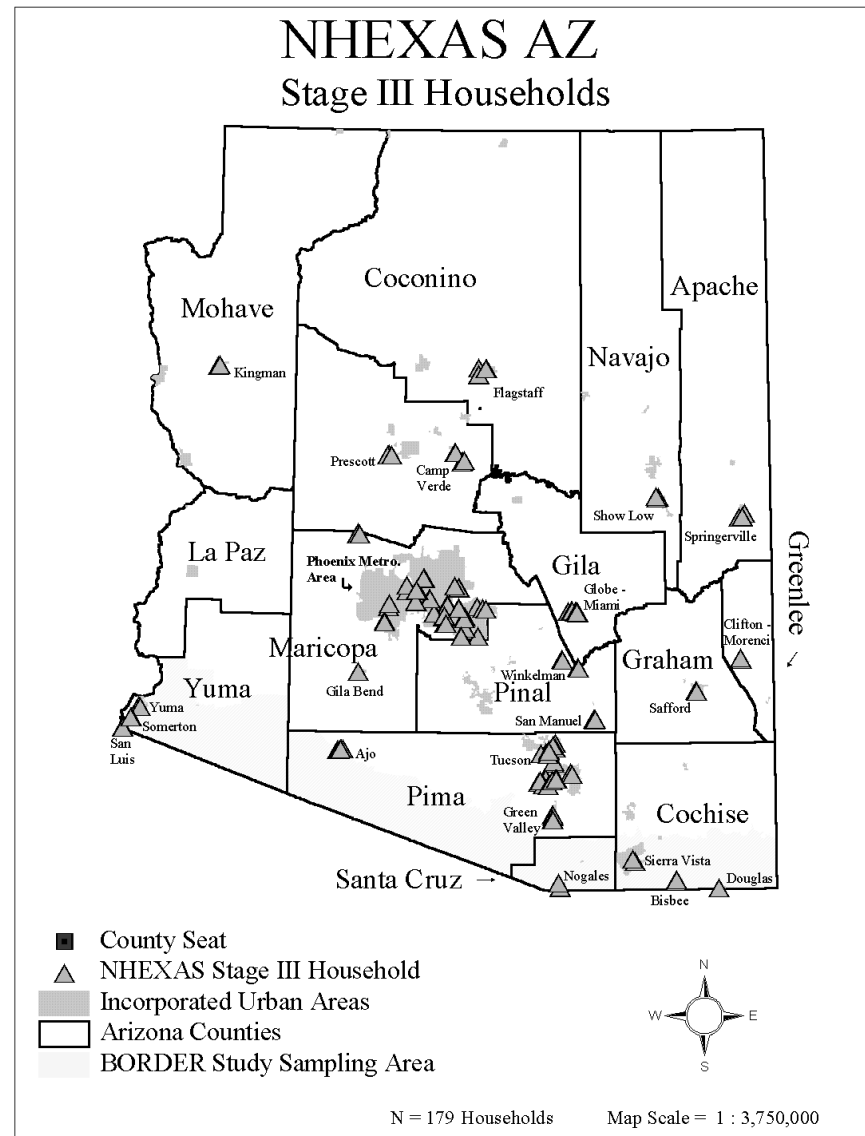 NHEXAS AZ
Stage III Households
Coconino
Apache
Mohave
Navajo
Kingman
Flagstaff
Prescott
Camp
Verde
Show Low
Springerville
La Paz
Phoenix Metro.
Area
Gila
Globe -
Miami
Greenlee
Clifton -
Morenci
Maricopa
Graham
Winkelman
Pinal
Gila Bend
Safford
Yuma
Yuma
Somerton
San
Luis
San Manuel
Ajo
Tucson
Pima
Green
Valley
Cochise
Sierra Vista
Santa Cruz
Nogales
Bisbee
Douglas
County Seat
NHEXAS Stage III Household
Incorporated Urban Areas
Arizona Counties
BORDER Study Sampling Area
N
W
E
S
N = 179 Households
Map Scale = 1 : 3,750,000